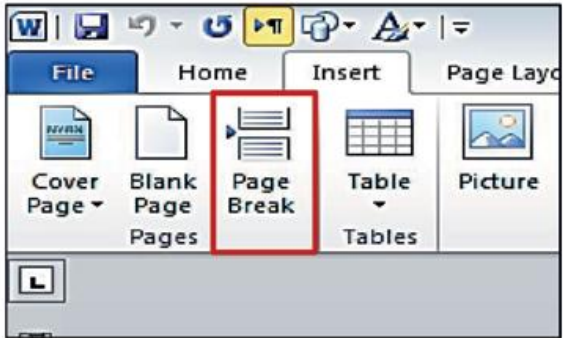 W
File Home Insert Page Layo
Cover Page Blank Page Page Break Table Picture
Pages Tables